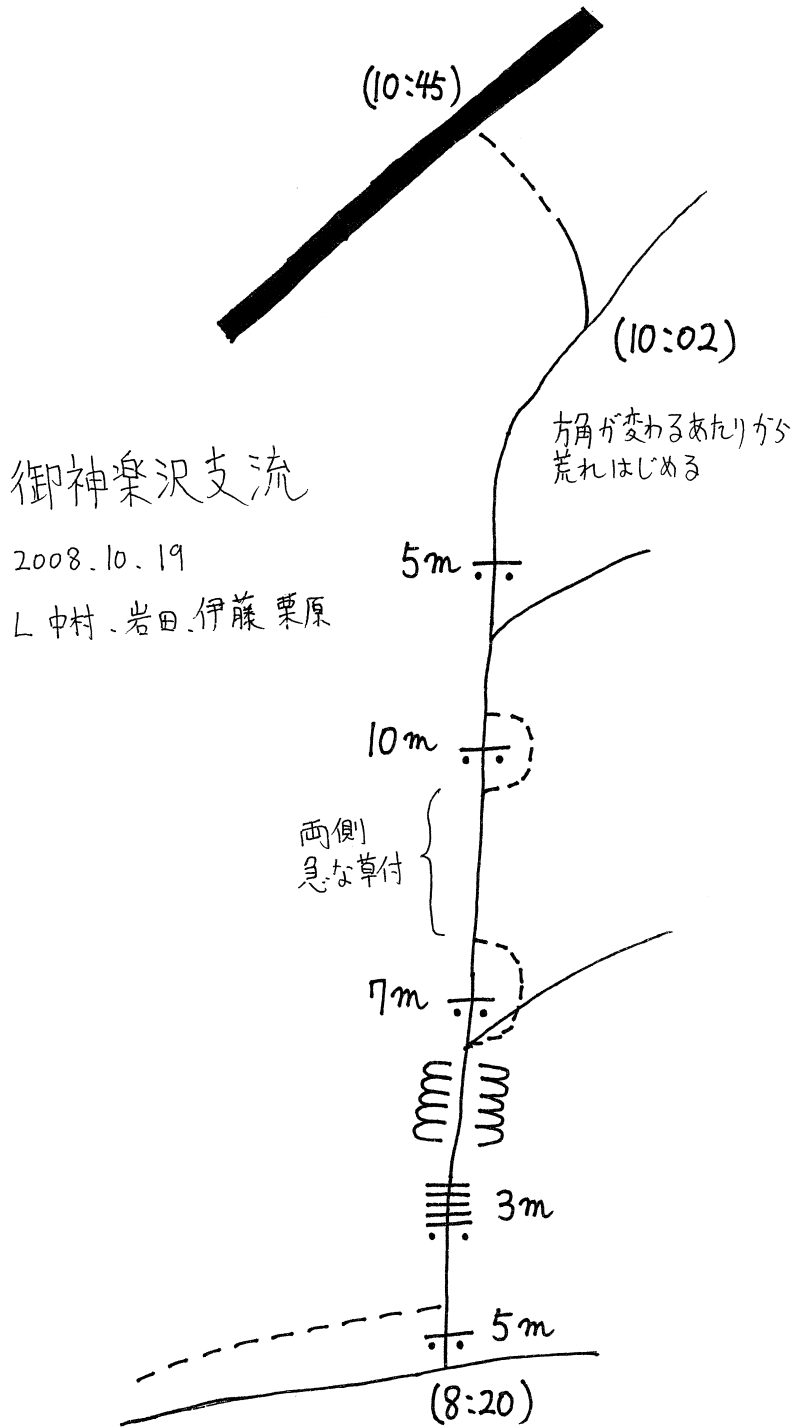 (10:45)
(10:02)
方角が変わるあたりから
荒れはじめる
御神楽沢支流
2008.10.19
L 中村、岩田、伊藤 栗原
5m
10m
両側
急な草付
7m
3m
5m
(8:20)